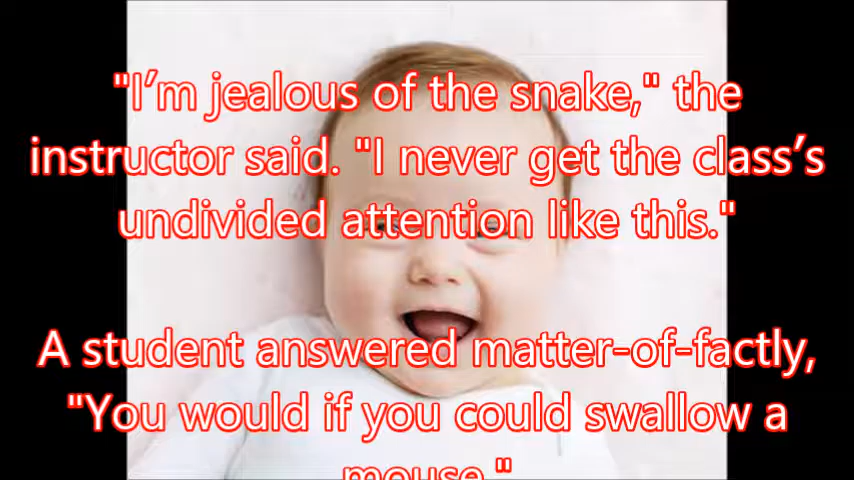 "I’m jealous of the snake," the
instructor said. "I never get the class’s
undivided attention like this."
A student answered matter-of-factly,
"You would if you could swallow a
mouse."